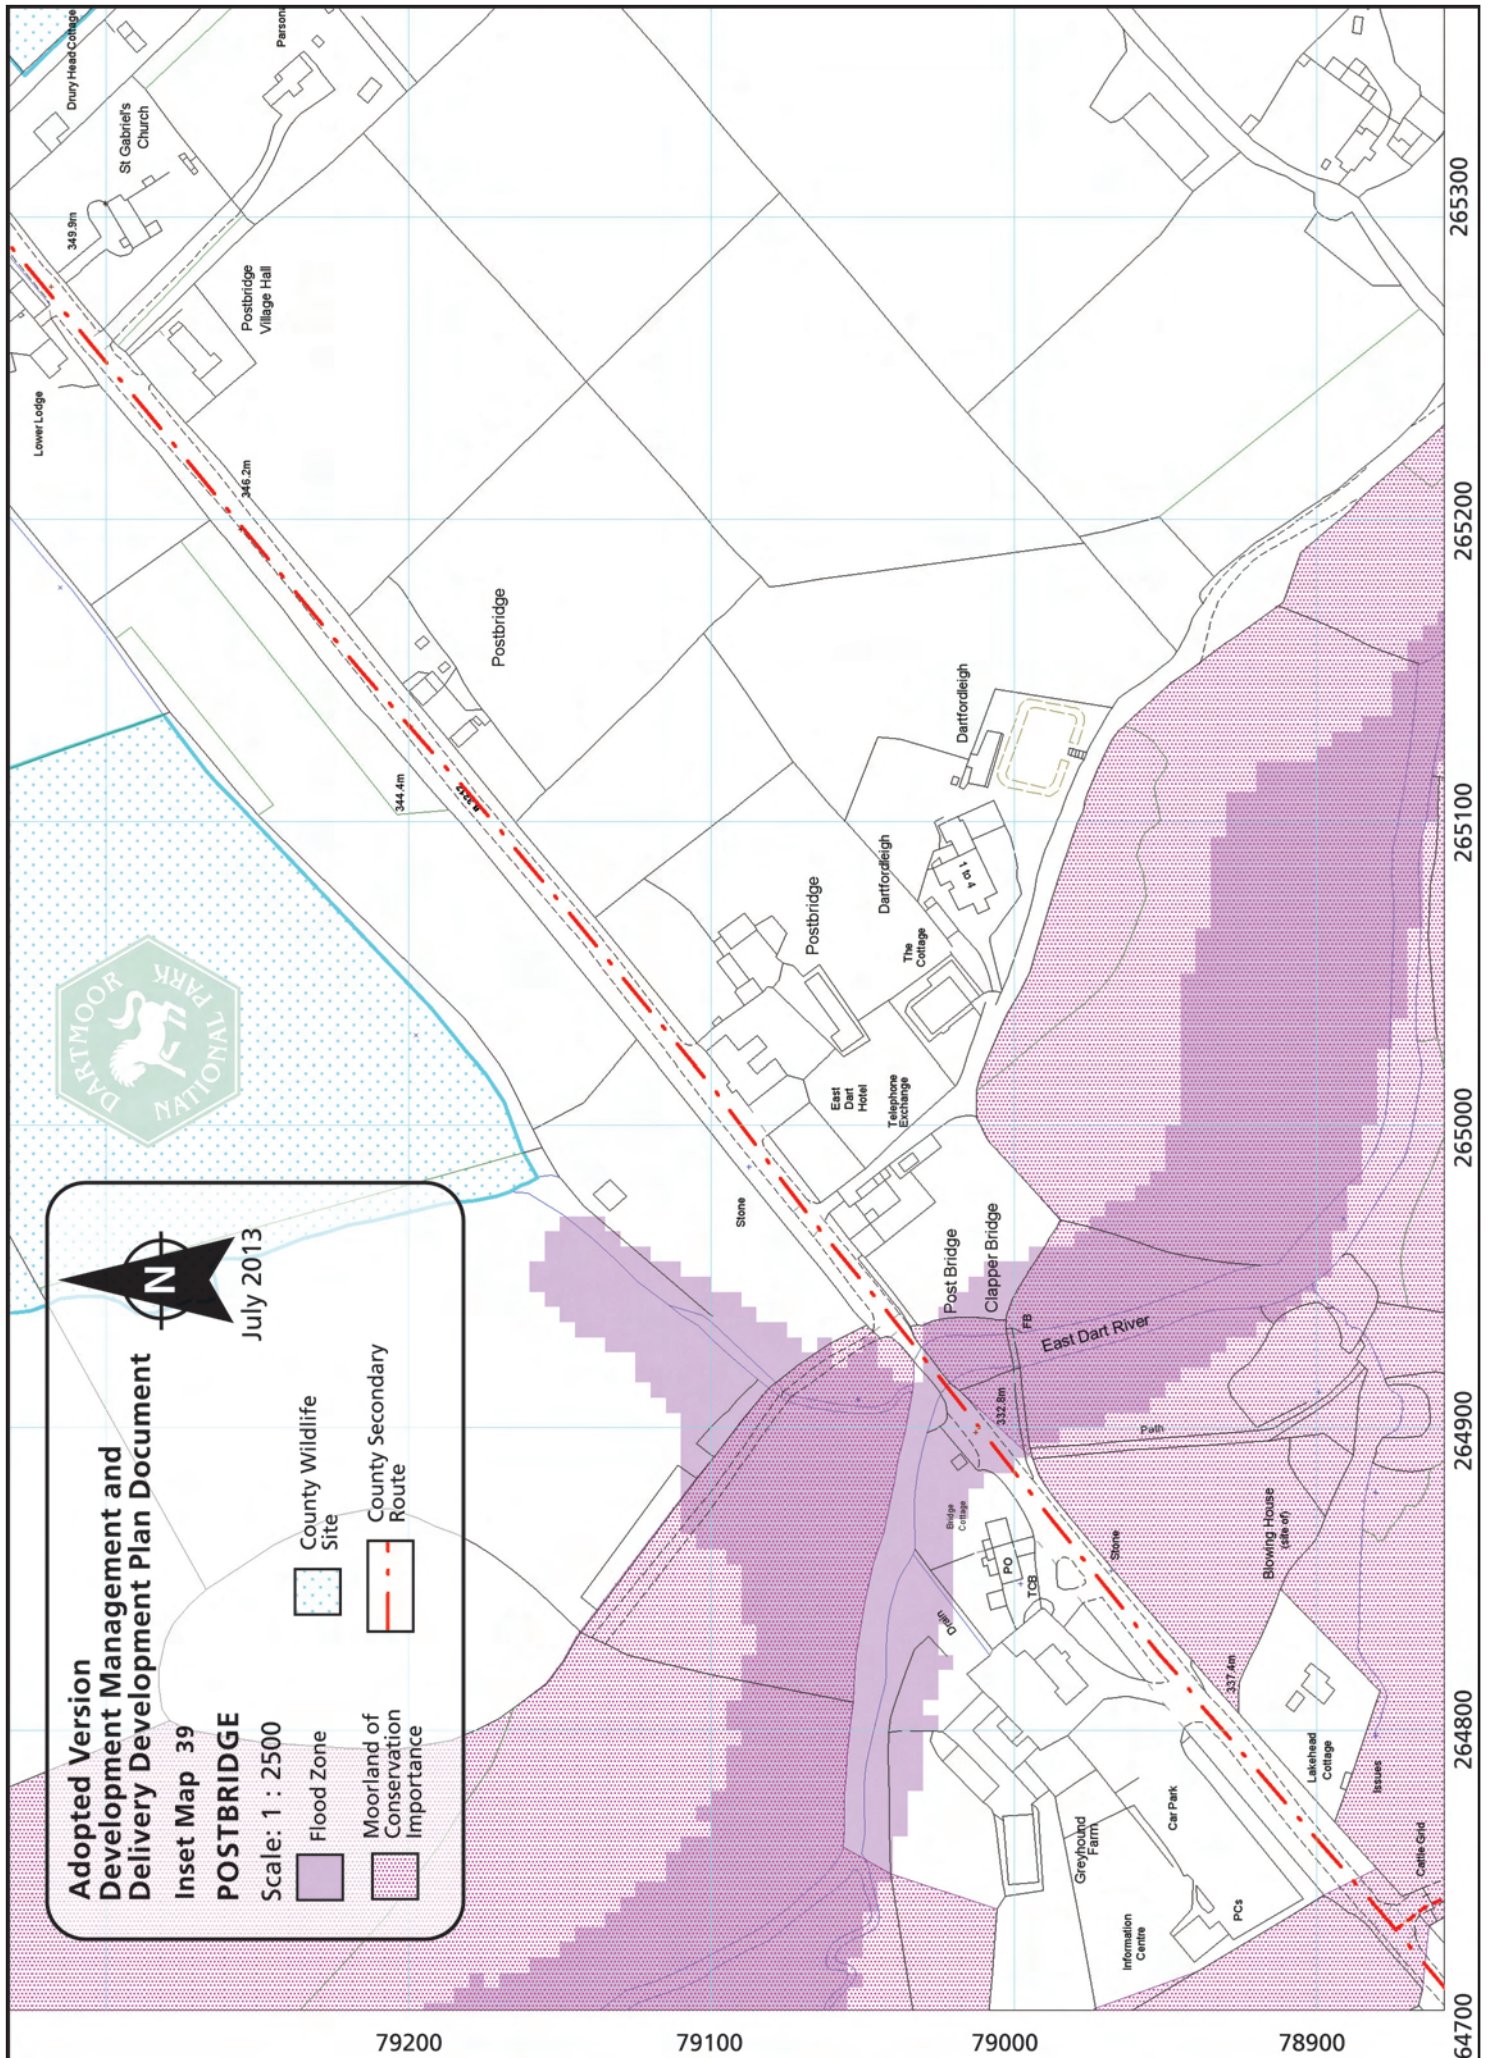 Adopted Version
Development Management and
Delivery Development Plan Document
Inset Map 39
July 2013
POSTBRIDGE
Scale: 1 : 2500
Flood Zone
County Wildlife
Site
Moorland of
Conservation
Importance
County Secondary
Route
N
DARTMOOR
NATIONAL PARK
Drury Head Cottage
St Gabriel's
Church
349.9m
Lower Lodge
Postbridge
Village Hall
346.2m
Postbridge
344.4m
B 3212
Postbridge
Dartfordleigh
Dartfordleigh
1 to 4
The
Cottage
East
Dart
Hotel
Telephone
Exchange
Stone
Post Bridge
Clapper Bridge
FB
East Dart River
332.8m
Path
Bridge
Cottage
PO
TCB
Drain
Stone
Blowing House
(site of)
337.4m
Lakehead
Cottage
Issues
Cattle Grid
Car Park
Greyhound
Farm
PCs
Information
Centre
79200
79100
79000
78900
64700
264800
264900
265000
265100
265200
265300